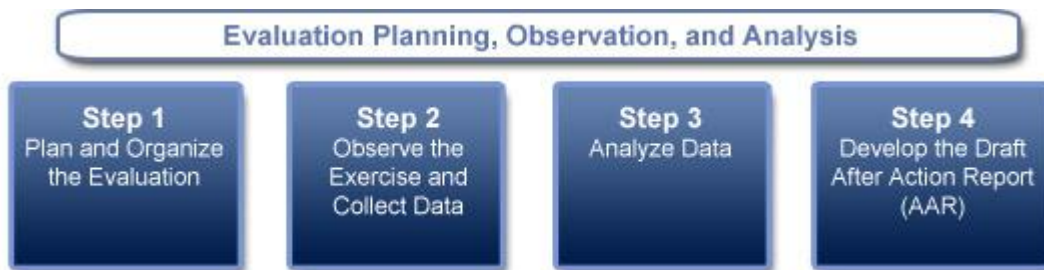 Evaluation Planning, Observation, and Analysis
Step 1
Plan and Organize
the Evaluation
Step 2
Observe the
Exercise and
Collect Data
Step 3
Analyze Data
Step 4
Develop the Draft
After Action Report
(AAR)